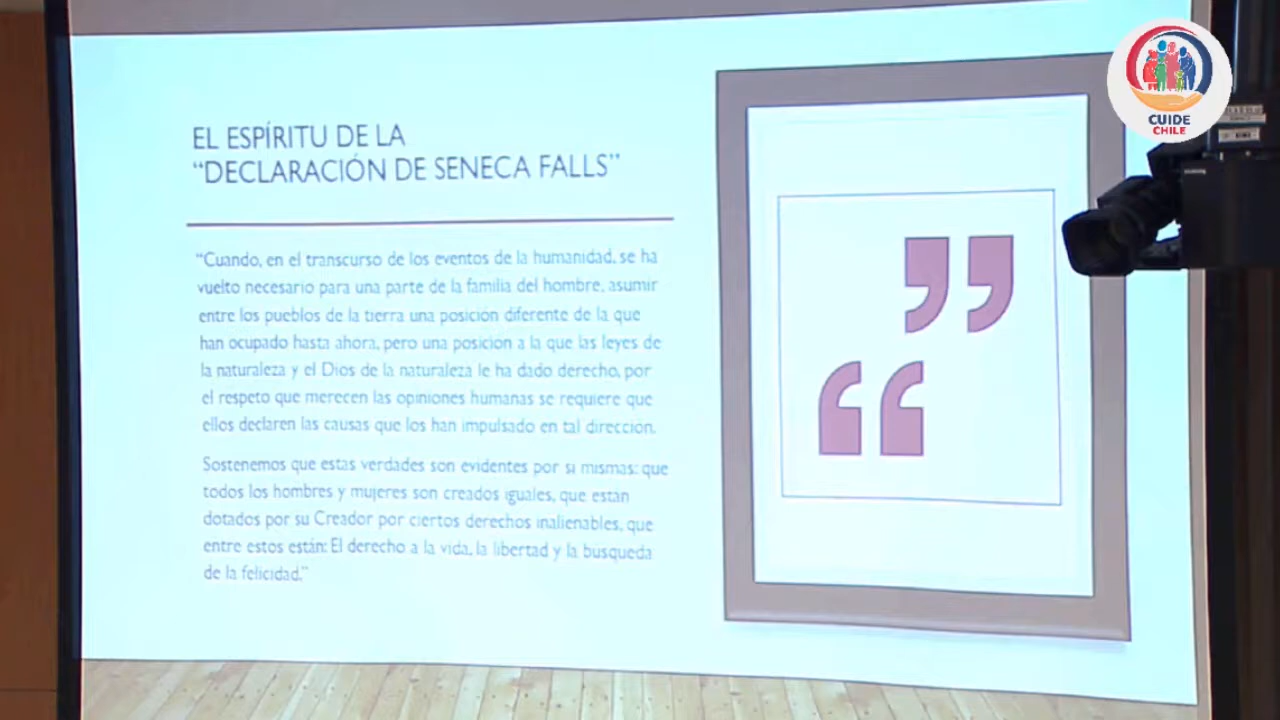 EL ESPÍRITU DE LA
“DECLARACIÓN DE SENECA FALLS”
“Cuando, en el transcurso de los eventos de la humanidad, se ha
vuelto necesario para una parte de la familia del hombre, asumir
entre los pueblos de la tierra una posición diferente de la que
han ocupado hasta ahora, pero una posición a la que las leyes de
la naturaleza y el Dios de la naturaleza le ha dado derecho, por
el respeto que merecen las opiniones humanas se requiere que
ellos declaren las causas que los han impulsado en tal dirección.
Sostenemos que estas verdades son evidentes por si mismas: que
todos los hombres y mujeres son creados iguales, que están
dotados por su Creador por ciertos derechos inalienables, que
entre estos están: El derecho a la vida, la libertad y la busqueda
de la felicidad.”
”
“
CUIDE
CHILE